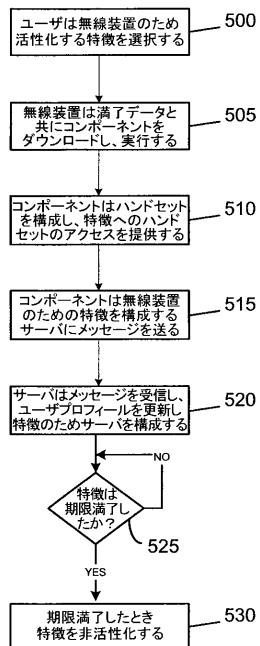 ユーザは無線装置のため
活性化する特徴を選択する
500
無線装置は満了データと
共にコンポーネントを
ダウンロードし、実行する
505
コンポーネントはハンドセット
を構成し、特徴へのハンド
セットのアクセスを提供する
510
コンポーネントは無線装置
のための特徴を構成する
サーバにメッセージを送る
515
サーバはメッセージを受信し、
ユーザプロフィールを更新し
特徴のためサーバを構成する
520
NO
特徴は
期限満了し
たか?
525
YES
期限満了したとき
特徴を非活性化する
530